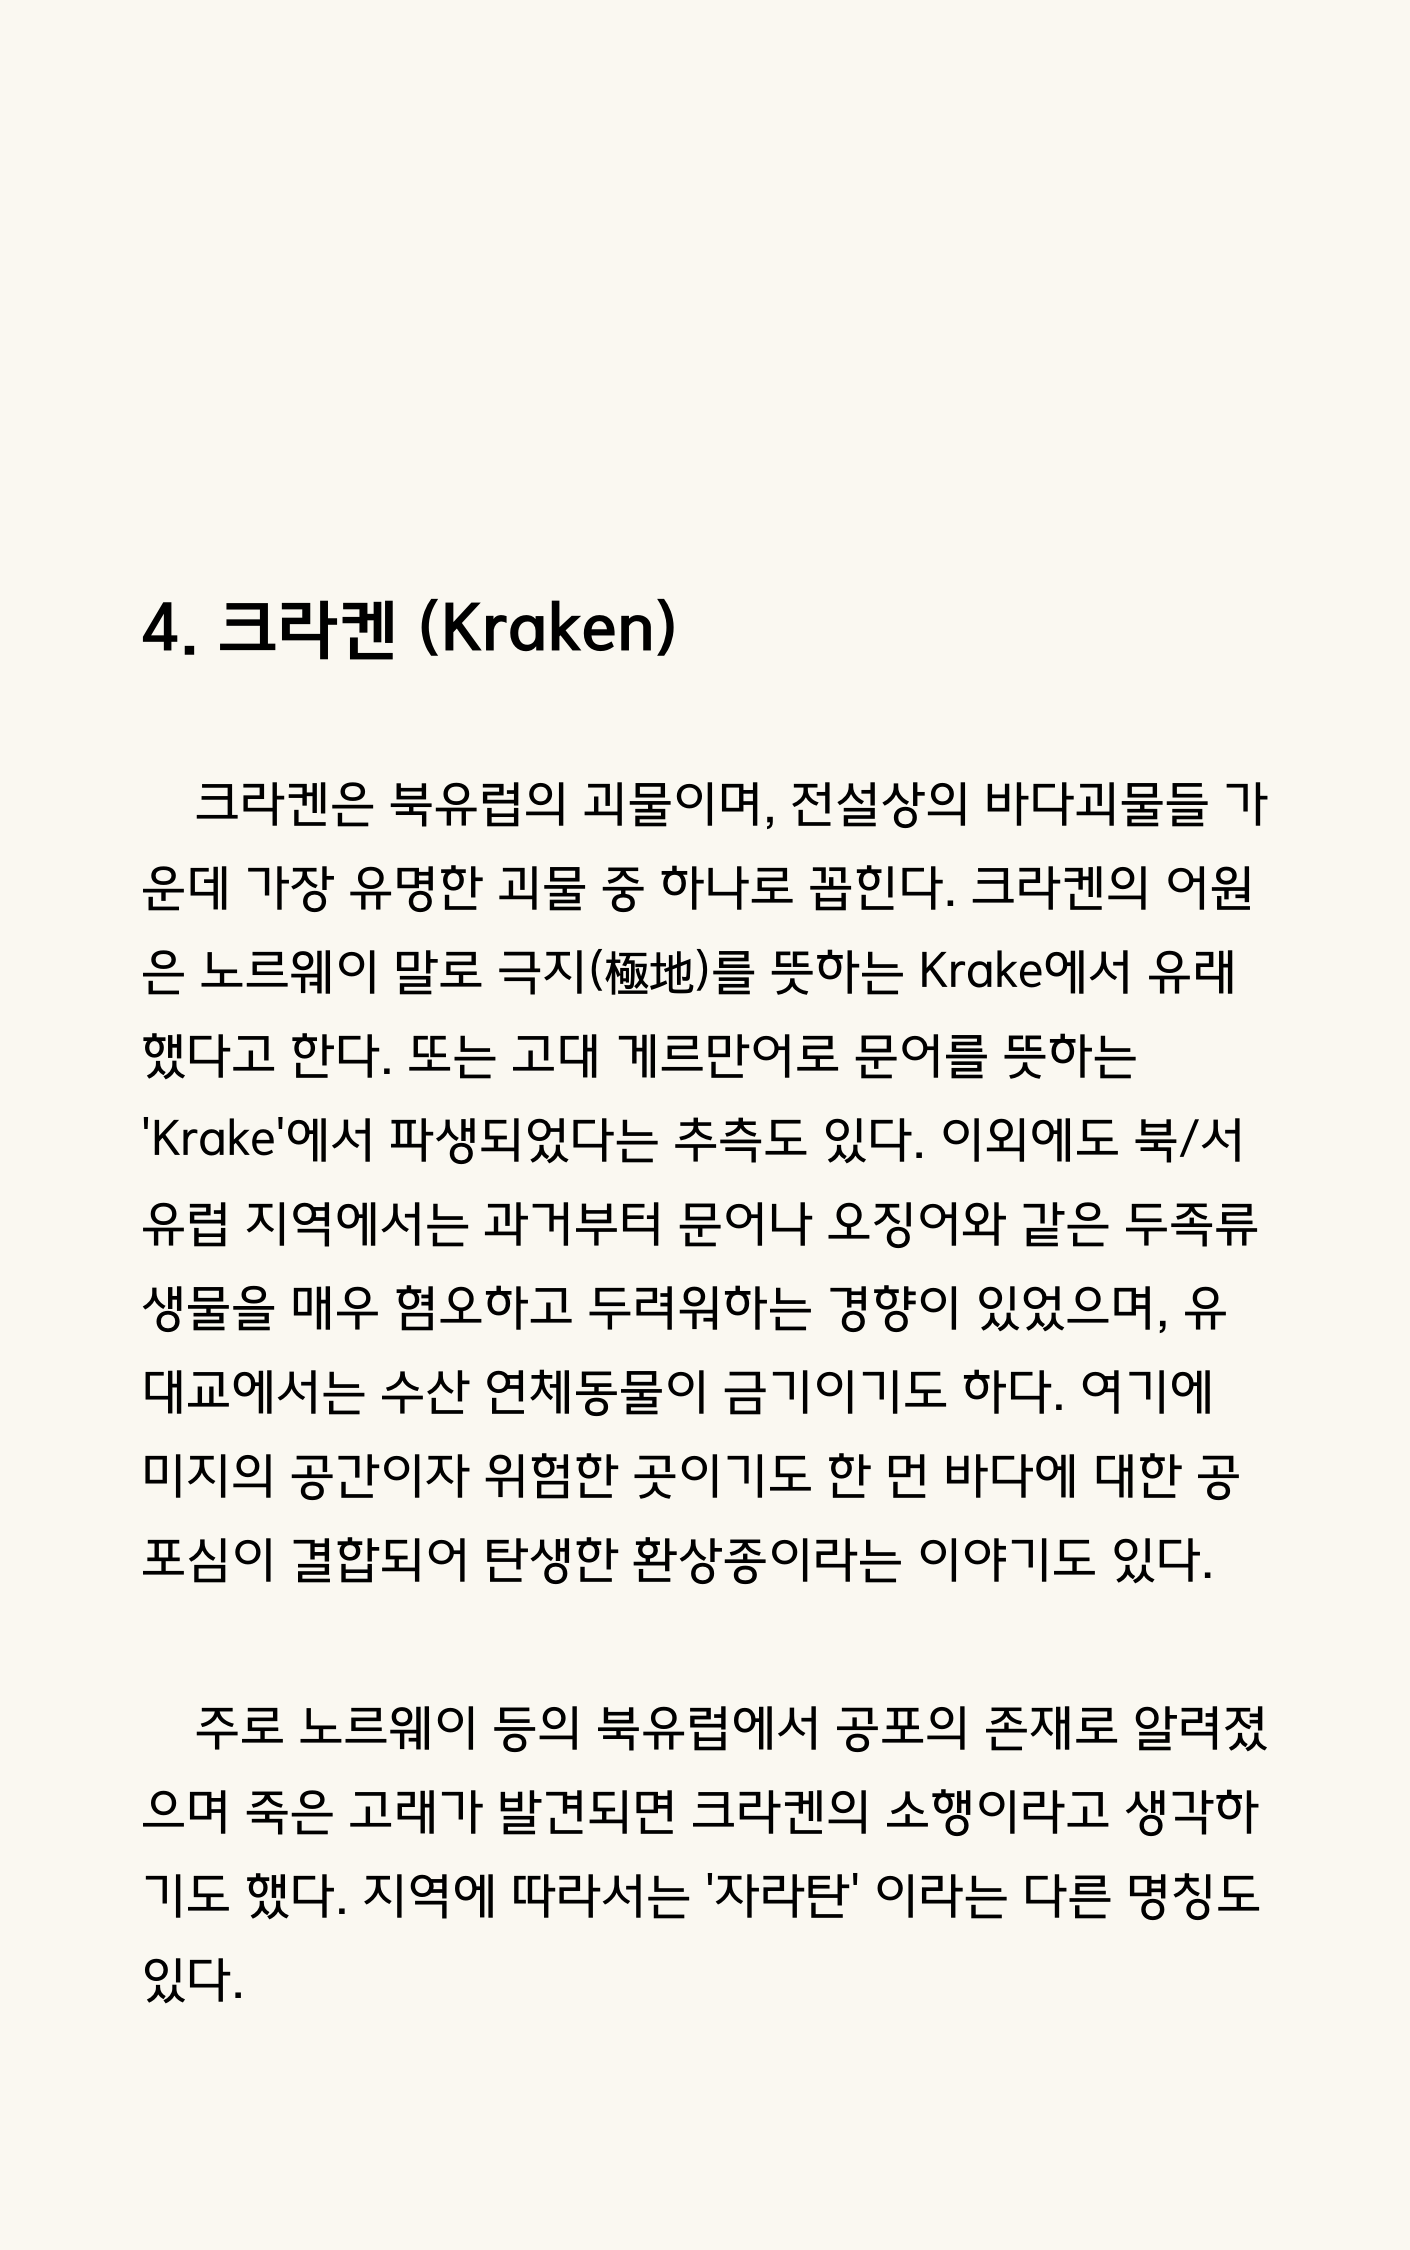 4. 크라켄 (Kraken)
크라켄은 북유럽의 괴물이며, 전설상의 바다괴물들 가
운데 가장 유명한 괴물 중 하나로 꼽힌다. 크라켄의 어원
은 노르웨이 말로 극지(極地)를 뜻하는 Krake에서 유래
했다고 한다. 또는 고대 게르만어로 문어를 뜻하는
'Krake'에서 파생되었다는 추측도 있다. 이외에도 북/서
유럽 지역에서는 과거부터 문어나 오징어와 같은 두족류
생물을 매우 혐오하고 두려워하는 경향이 있었으며, 유
대교에서는 수산 연체동물이 금기이기도 하다. 여기에
미지의 공간이자 위험한 곳이기도 한 먼 바다에 대한 공
포심이 결합되어 탄생한 환상종이라는 이야기도 있다.
주로 노르웨이 등의 북유럽에서 공포의 존재로 알려졌
으며 죽은 고래가 발견되면 크라켄의 소행이라고 생각하
기도 했다. 지역에 따라서는 '자라탄' 이라는 다른 명칭도
있다.